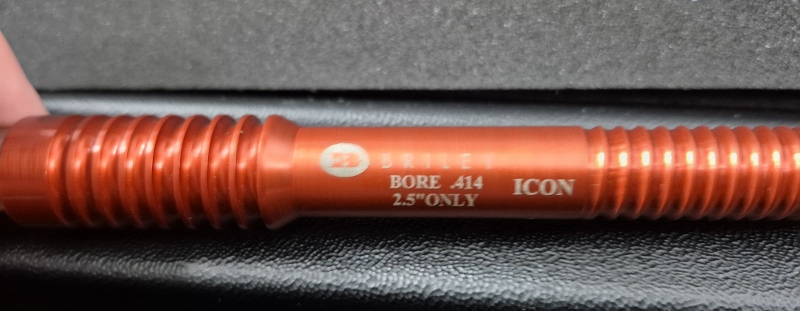 BRILEY
BORE .414
2.5"ONLY
ICON